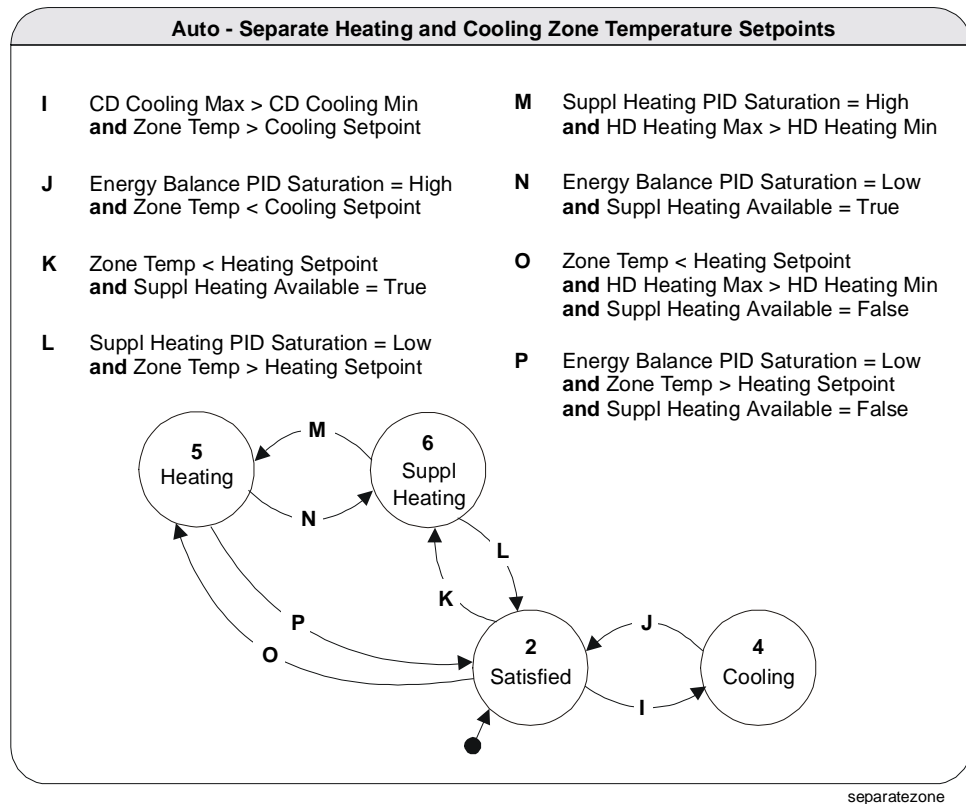 Auto - Separate Heating and Cooling Zone Temperature Setpoints
I CD Cooling Max > CD Cooling Min
and Zone Temp > Cooling Setpoint
J Energy Balance PID Saturation = High
and Zone Temp < Cooling Setpoint
K Zone Temp < Heating Setpoint
and Suppl Heating Available = True
L Suppl Heating PID Saturation = Low
and Zone Temp > Heating Setpoint
M Suppl Heating PID Saturation = High
and HD Heating Max > HD Heating Min
N Energy Balance PID Saturation = Low
and Suppl Heating Available = True
O Zone Temp < Heating Setpoint
and HD Heating Max > HD Heating Min
and Suppl Heating Available = False
P Energy Balance PID Saturation = Low
and Zone Temp > Heating Setpoint
and Suppl Heating Available = False
5
Heating
M
6
Suppl
Heating
N
L
K
P
O
2
Satisfied
J
4
Cooling
I
separatezone